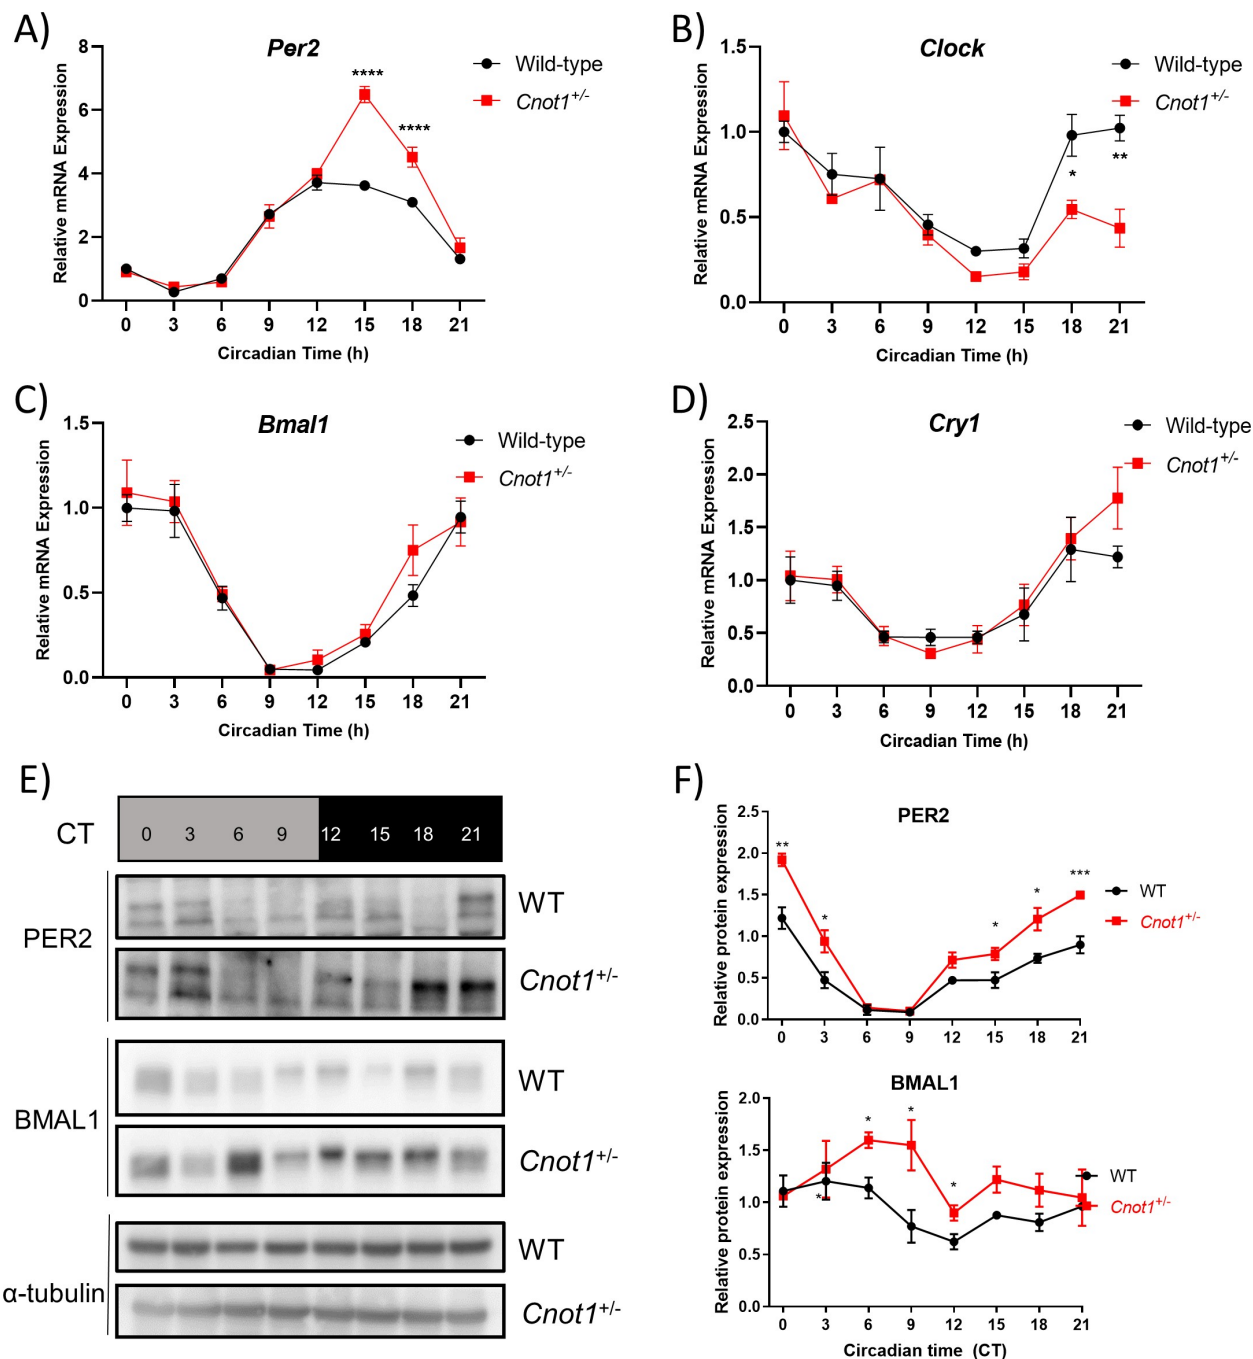 A)
Per2
Wild-type
Cnot1+/-
****
****
8
6
4
2
0
Relative mRNA Expression
0 3 6 9 12 15 18 21
Circadian Time (h)
B)
Clock
Wild-type
Cnot1+/-
*
**
1.5
1.0
0.5
0.0
Relative mRNA Expression
0 3 6 9 12 15 18 21
Circadian Time (h)
C)
Bmal1
Wild-type
Cnot1+/-
1.5
1.0
0.5
0.0
Relative mRNA Expression
0 3 6 9 12 15 18 21
Circadian Time (h)
D)
Cry1
Wild-type
Cnot1+/-
2.5
2.0
1.5
1.0
0.5
0.0
Relative mRNA Expression
0 3 6 9 12 15 18 21
Circadian Time (h)
E)
CT 0 3 6 9 12 15 18 21
PER2
WT
Cnot1+/-
BMAL1
WT
Cnot1+/-
α-tubulin
WT
Cnot1+/-
F)
PER2
WT
Cnot1+/-
**
*
*
*
***
2.5
2.0
1.5
1.0
0.5
0.0
Relative protein expression
0 3 6 9 12 15 18 21
BMAL1
WT
Cnot1+/-
*
*
*
*
2.0
1.5
1.0
0.5
0.0
Relative protein expression
0 3 6 9 12 15 18 21
Circadian time (CT)